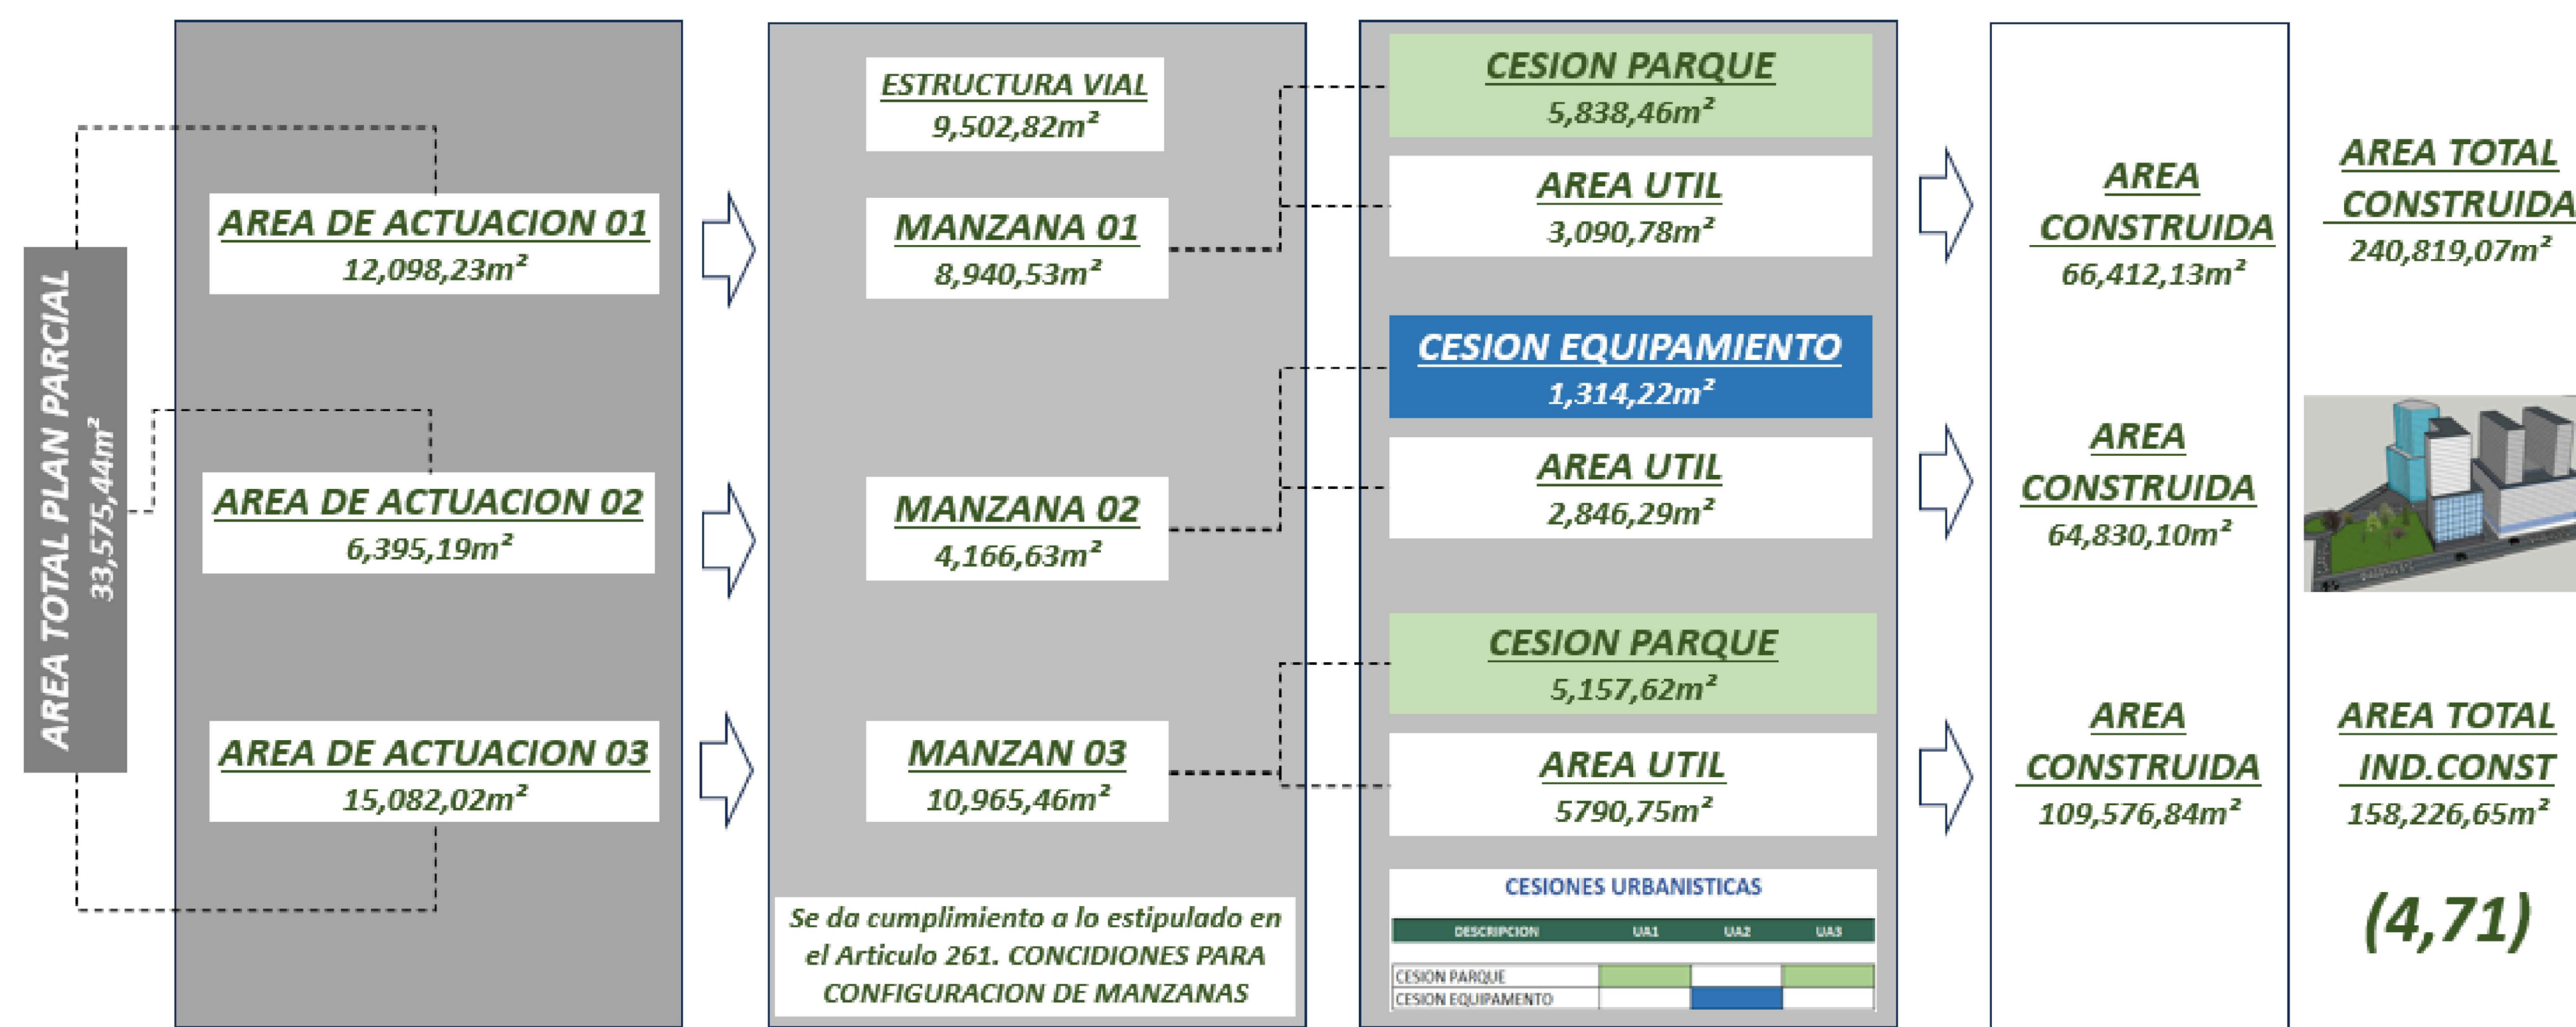 AREA TOTAL PLAN PARCIAL
33,575,44m²
AREA DE ACTUACION 01
12,098,23m²
AREA DE ACTUACION 02
6,395,19m²
AREA DE ACTUACION 03
15,082,02m²
ESTRUCTURA VIAL
9,502,82m²
MANZANA 01
8,940,53m²
MANZANA 02
4,166,63m²
MANZAN 03
10,965,46m²
Se da cumplimiento a lo estipulado en
el Articulo 261. CONCIDIONES PARA
CONFIGURACION DE MANZANAS
CESION PARQUE
5,838,46m²
AREA UTIL
3,090,78m²
CESION EQUIPAMIENTO
1,314,22m²
AREA UTIL
2,846,29m²
CESION PARQUE
5,157,62m²
AREA UTIL
5790,75m²
CESIONES URBANISTICAS
DESCRIPCION UA1 UA2 UA3
CESION PARQUE
CESION EQUIPAMENTO
AREA
CONSTRUIDA
66,412,13m²
AREA
CONSTRUIDA
64,830,10m²
AREA
CONSTRUIDA
109,576,84m²
AREA TOTAL
CONSTRUIDA
240,819,07m²
AREA TOTAL
IND.CONST
158,226,65m²
(4,71)